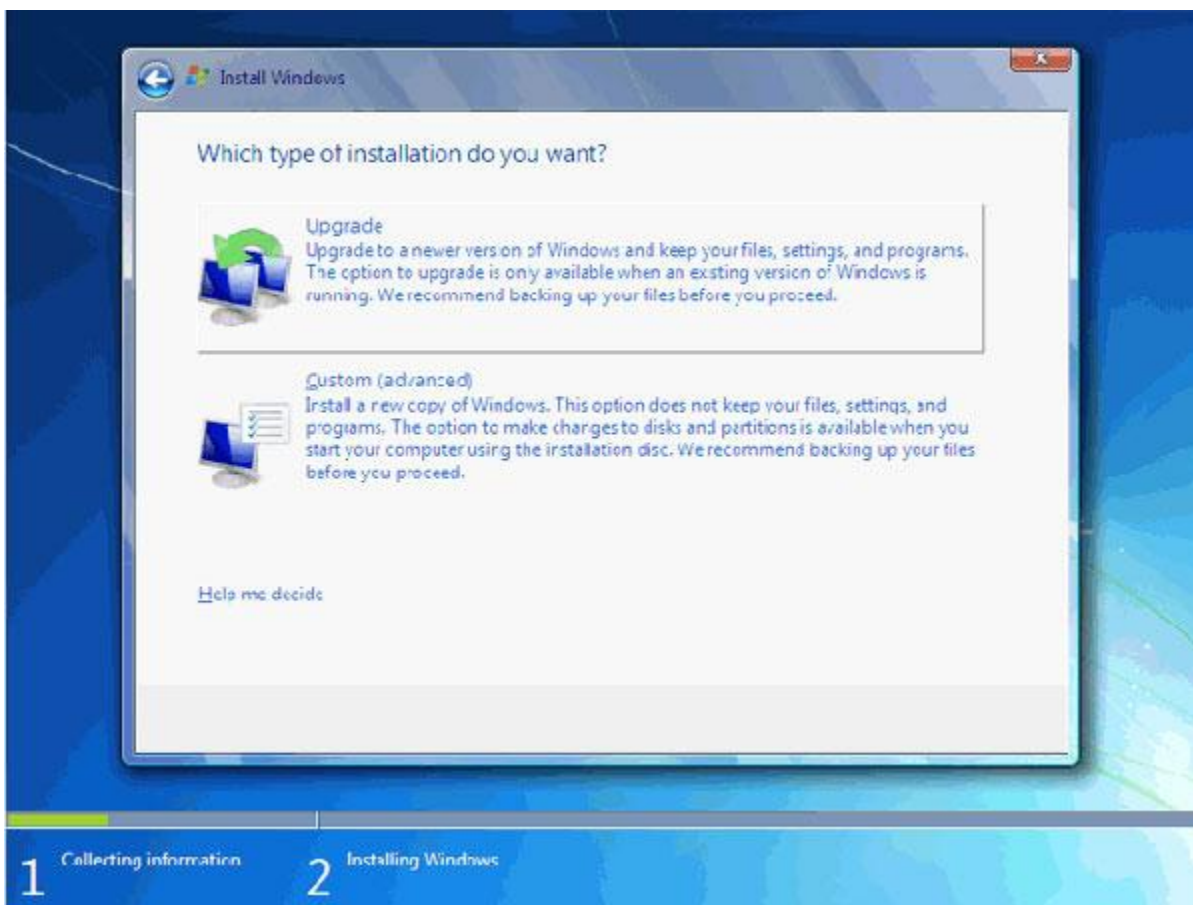 Install Windows
Which type of installation do you want?
Upgrade
Upgrade to a newer version of Windows and keep your files, settings, and programs.
The option to upgrade is only available when an existing version of Windows is
running. We recommend backing up your files before you proceed.
Custom (advanced)
Install a new copy of Windows. This option does not keep your files, settings, and
programs. The option to make changes to disks and partitions is available when you
start your computer using the installation disc. We recommend backing up your files
before you proceed.
Help me decide
1 Collecting information 2 Installing Windows